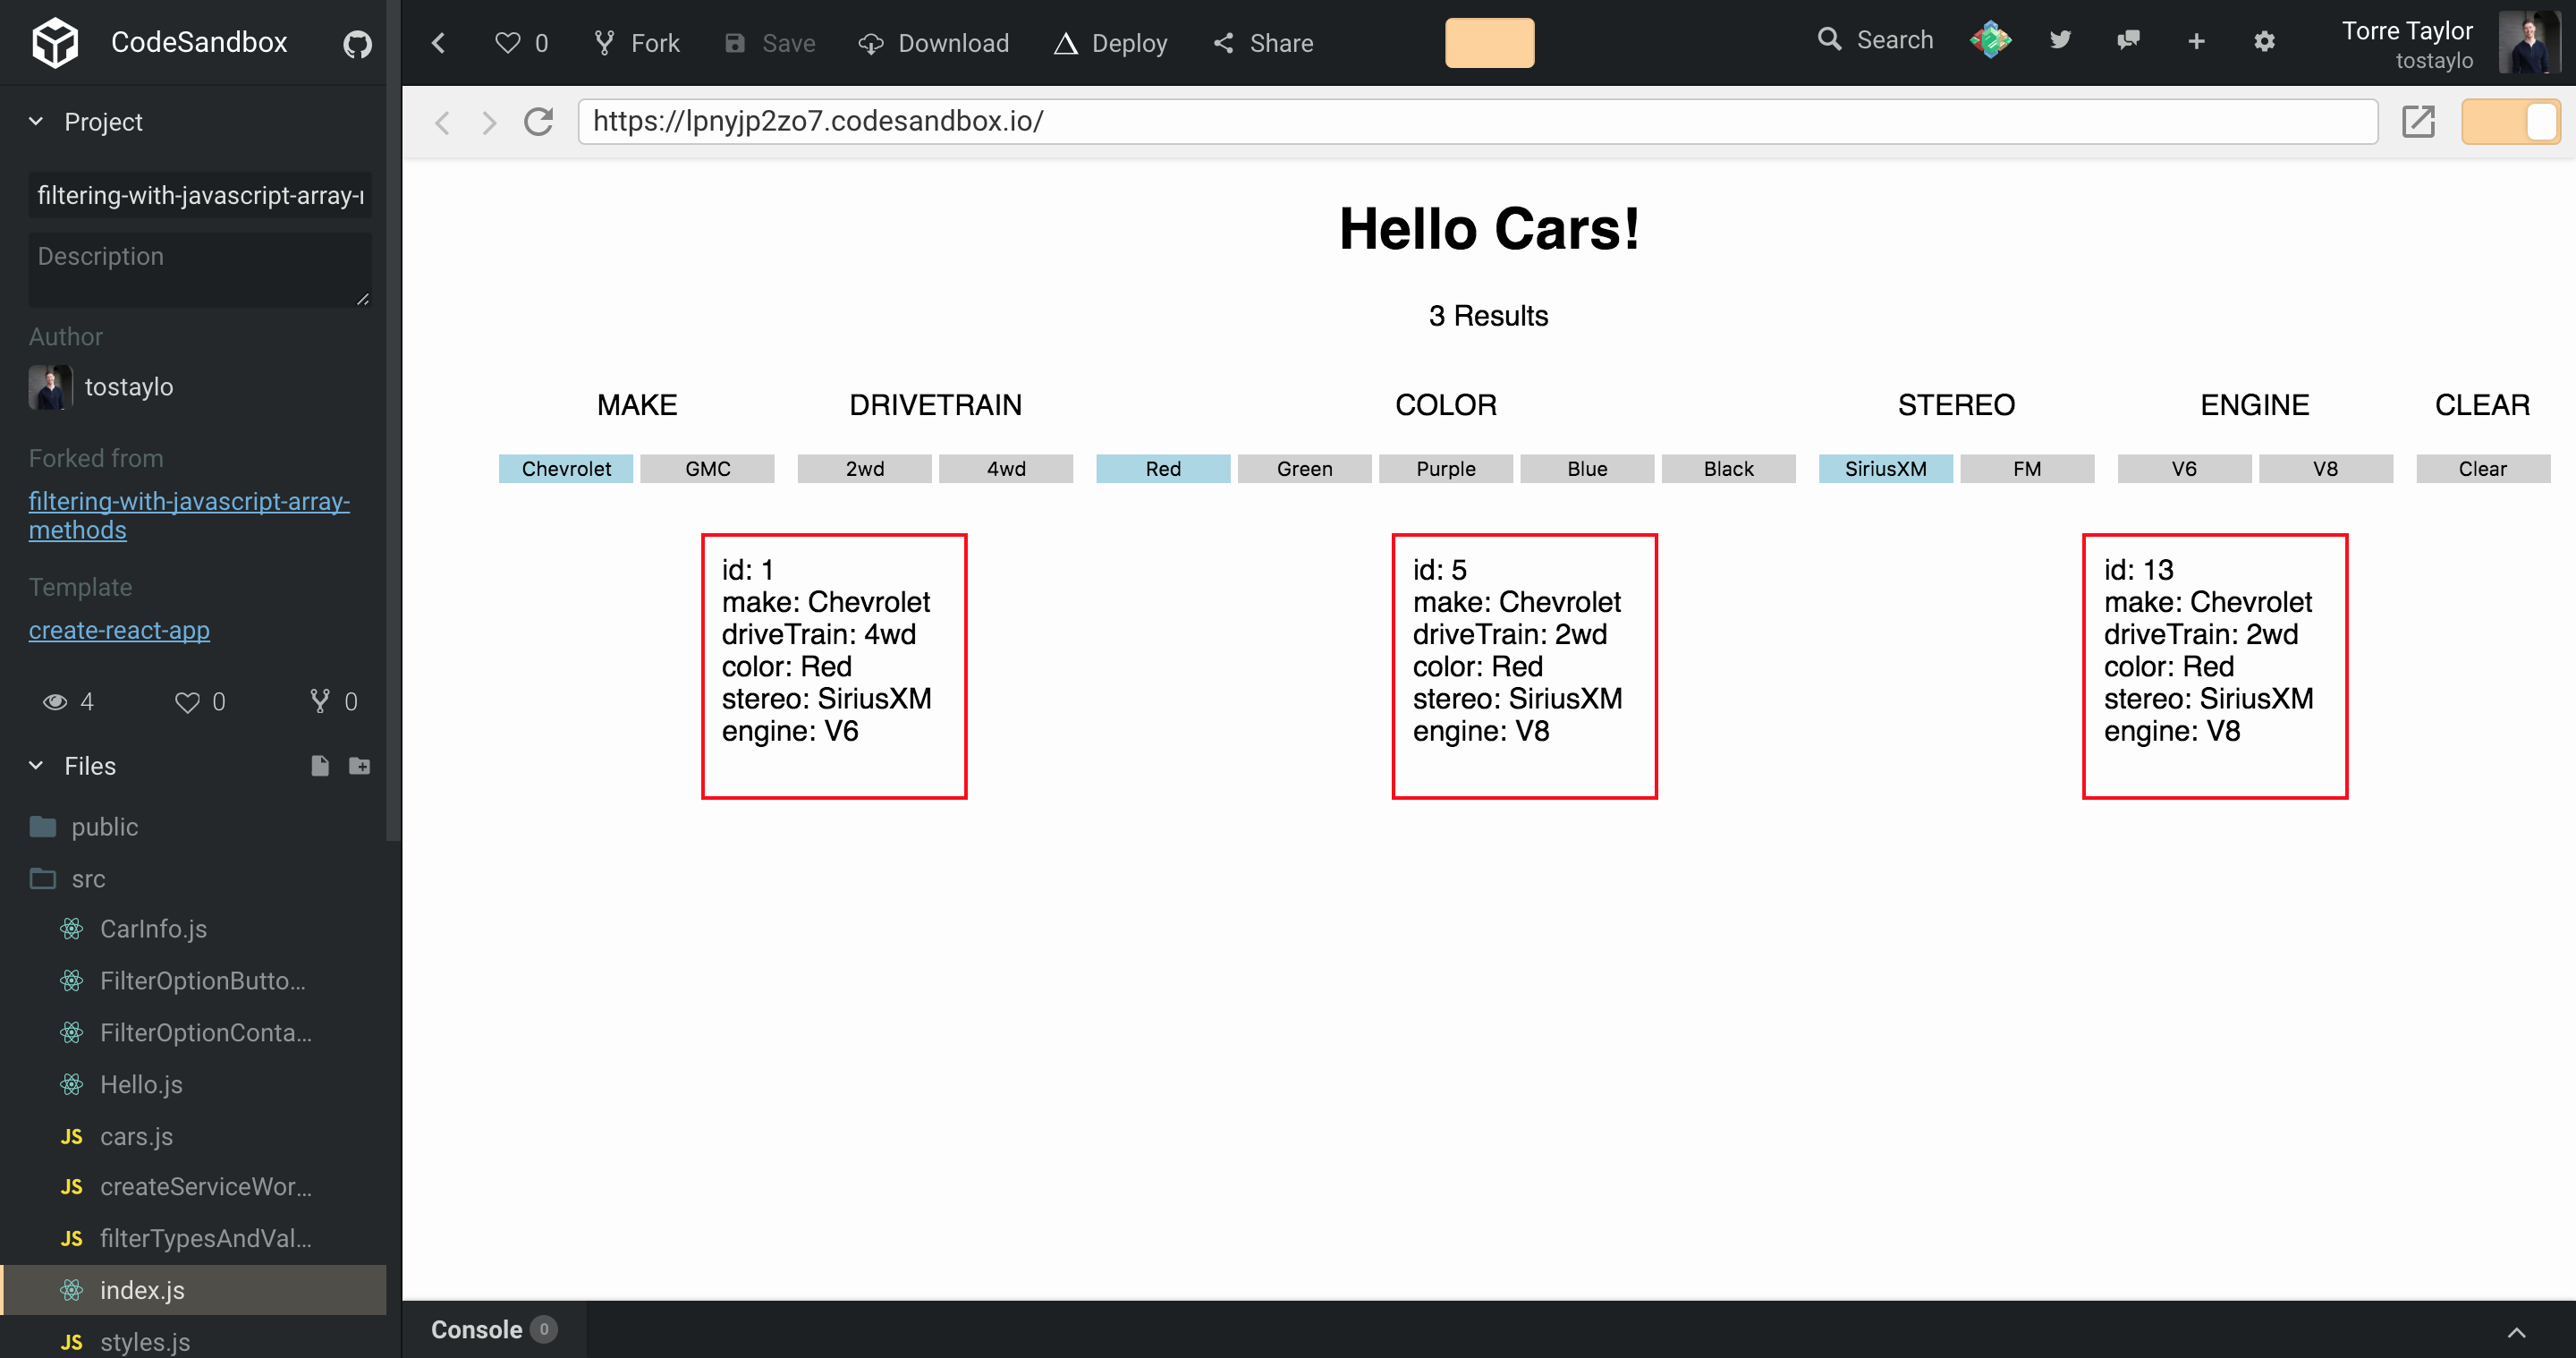 CodeSandbox
0 Fork Save Download Deploy Share
Search
Torre Taylor
tostaylo
Project
filtering-with-javascript-array-
Description
Author
tostaylo
Forked from
filtering-with-javascript-array-
methods
Template
create-react-app
4 0 0
Files
public
src
CarInfo.js
FilterOptionButto...
FilterOptionConta...
Hello.js
JS cars.js
JS createServiceWor...
JS filterTypesAndVal...
index.js
JS styles.js
https://lpnyjp2zo7.codesandbox.io/
Hello Cars!
3 Results
MAKE DRIVETRAIN COLOR STEREO ENGINE CLEAR
Chevrolet GMC 2wd 4wd Red Green Purple Blue Black SiriusXM FM V6 V8 Clear
id: 1
make: Chevrolet
driveTrain: 4wd
color: Red
stereo: SiriusXM
engine: V6
id: 5
make: Chevrolet
driveTrain: 2wd
color: Red
stereo: SiriusXM
engine: V8
id: 13
make: Chevrolet
driveTrain: 2wd
color: Red
stereo: SiriusXM
engine: V8
Console 0